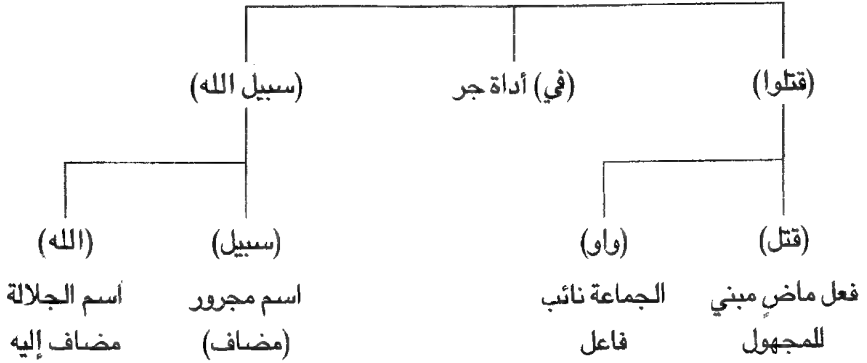 (قتلوا) (في) أداة جر (سبيل الله)
(قتل) (واو) (سبيل) (الله)
فعل ماضٍ مبني الجماعة نائب اسم مجرور اسم الجلالة
للمجهول فاعل (مضاف) مضاف إليه